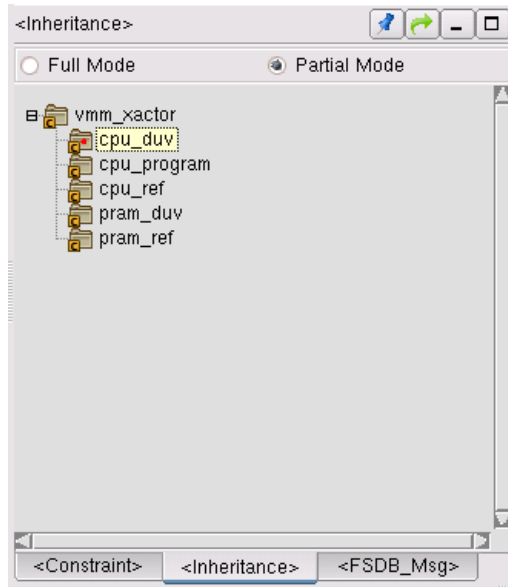 <Inheritance>
Full Mode Partial Mode
vmm_xactor
cpu_duv
cpu_program
cpu_ref
pram_duv
pram_ref
<Constraint> <Inheritance> <FSDB_Msg>